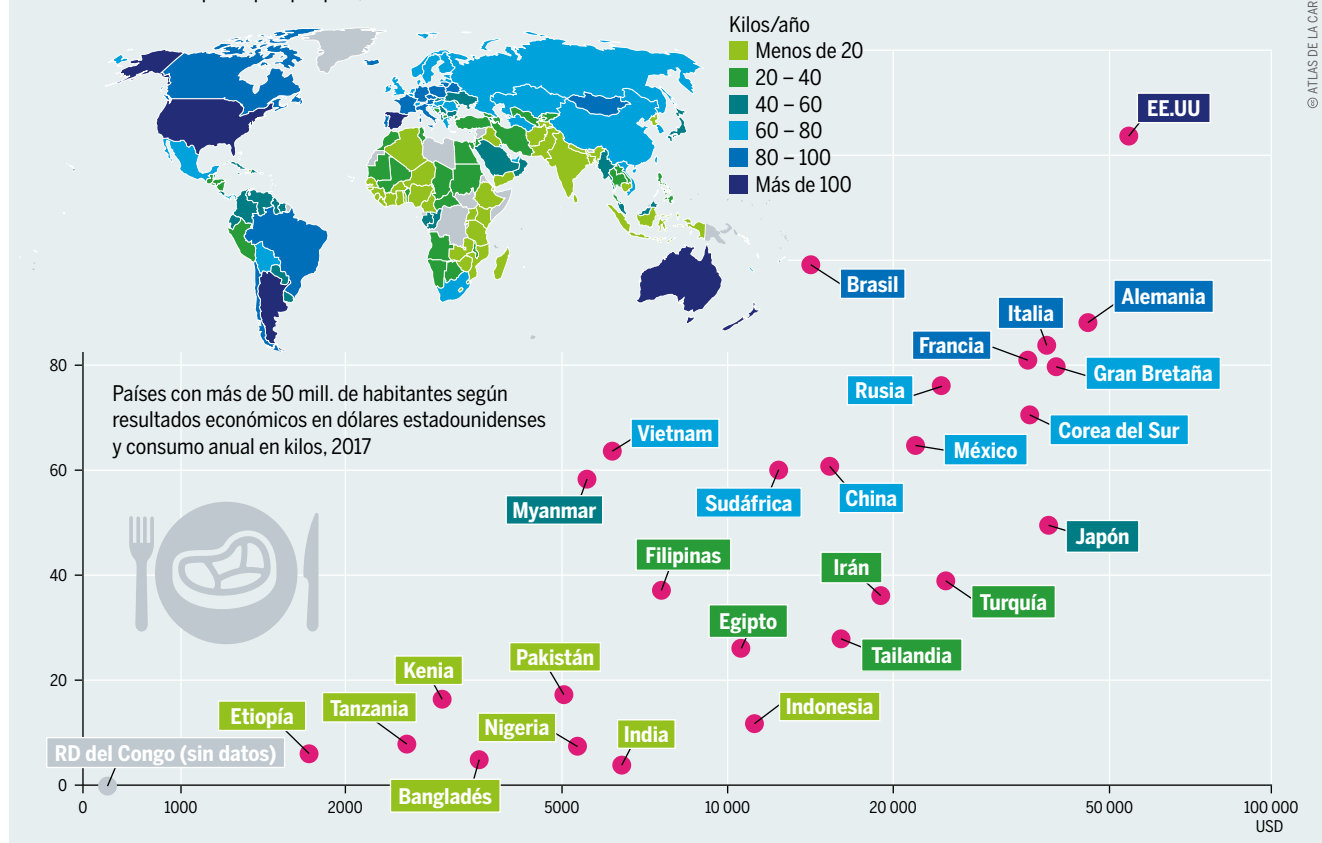 Kilos/año
Menos de 20
20 – 40
40 – 60
60 – 80
80 – 100
Más de 100
© ATLAS DE LA CAR
EE.UU
Brasil
Alemania
Italia
Francia
Gran Bretaña
Rusia
Corea del Sur
México
Vietnam
Países con más de 50 mill. de habitantes según
resultados económicos en dólares estadounidenses
y consumo anual en kilos, 2017
Myanmar
Sudáfrica
China
Japón
Filipinas
Irán
Turquía
Egipto
Tailandia
Pakistán
Kenia
Tanzania
Etiopía
Nigeria
India
Indonesia
RD del Congo (sin datos)
Bangladés
80
60
40
20
0
0 1000 2000 5000 10 000 20 000 50 000 100 000
USD